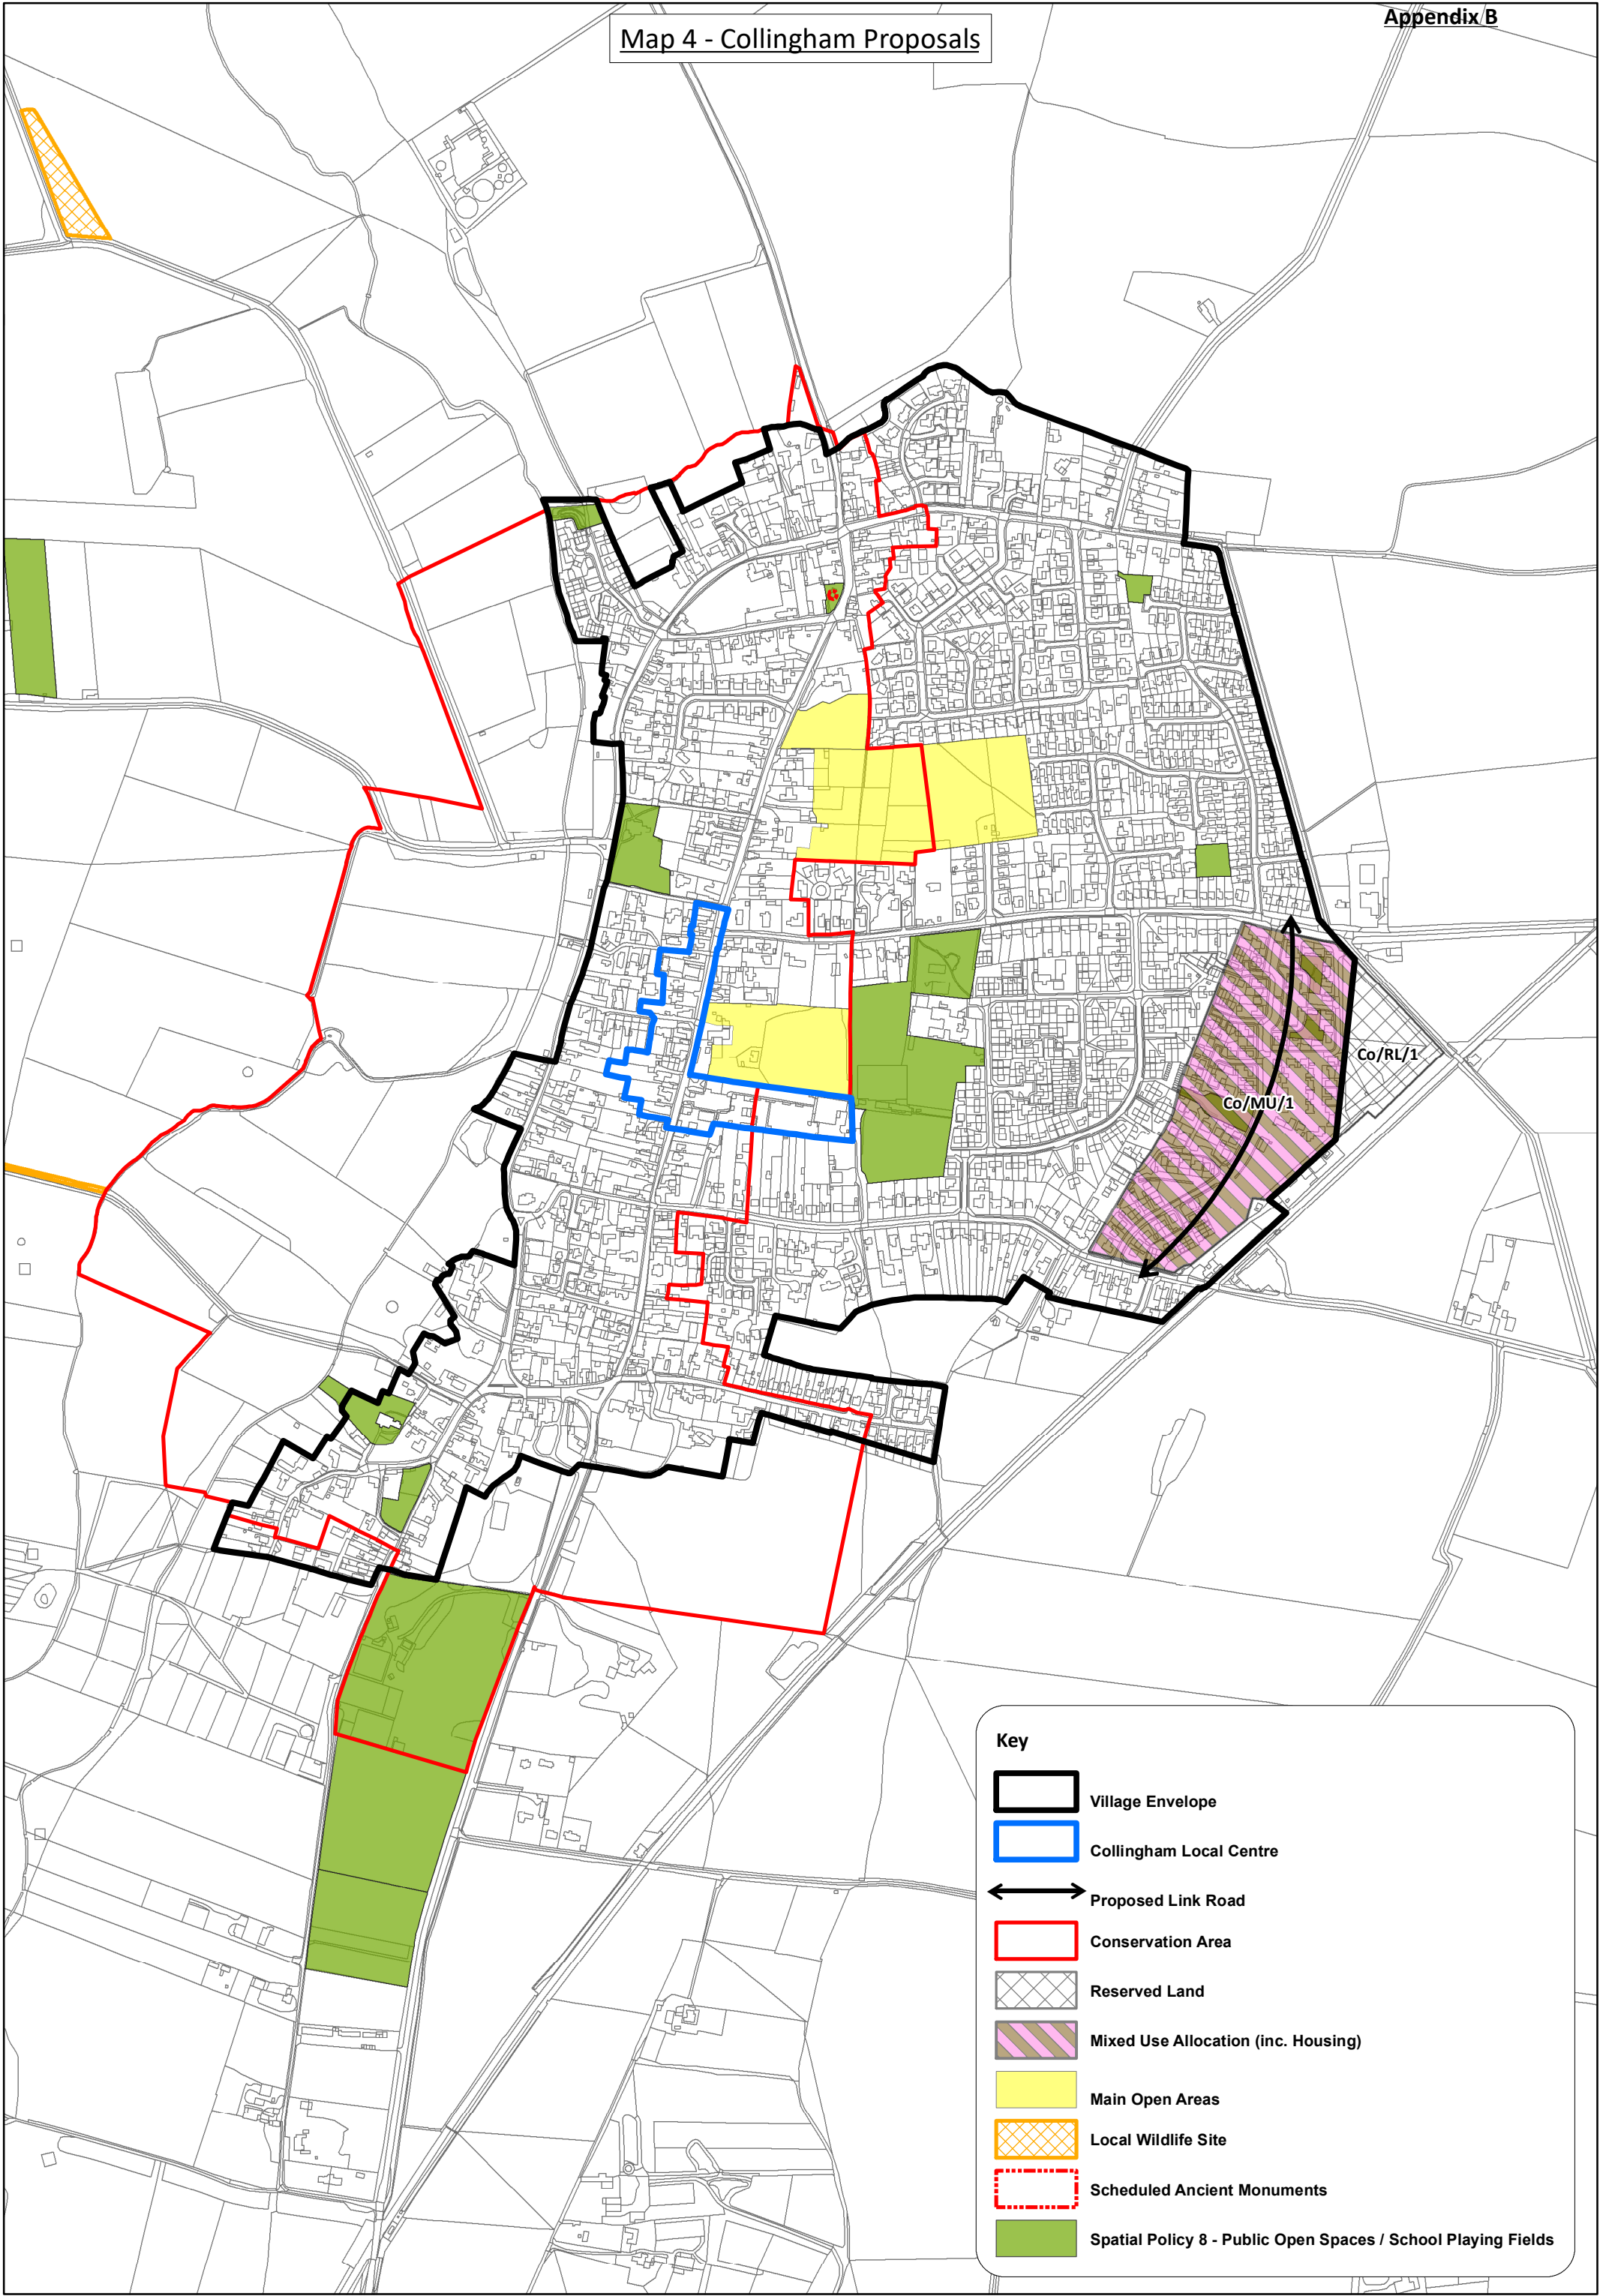 Appendix B
Map 4 - Collingham Proposals
Co/RL/1
Co/MU/1
Key
Village Envelope
Collingham Local Centre
Proposed Link Road
Conservation Area
Reserved Land
Mixed Use Allocation (inc. Housing)
Main Open Areas
Local Wildlife Site
Scheduled Ancient Monuments
Spatial Policy 8 - Public Open Spaces / School Playing Fields